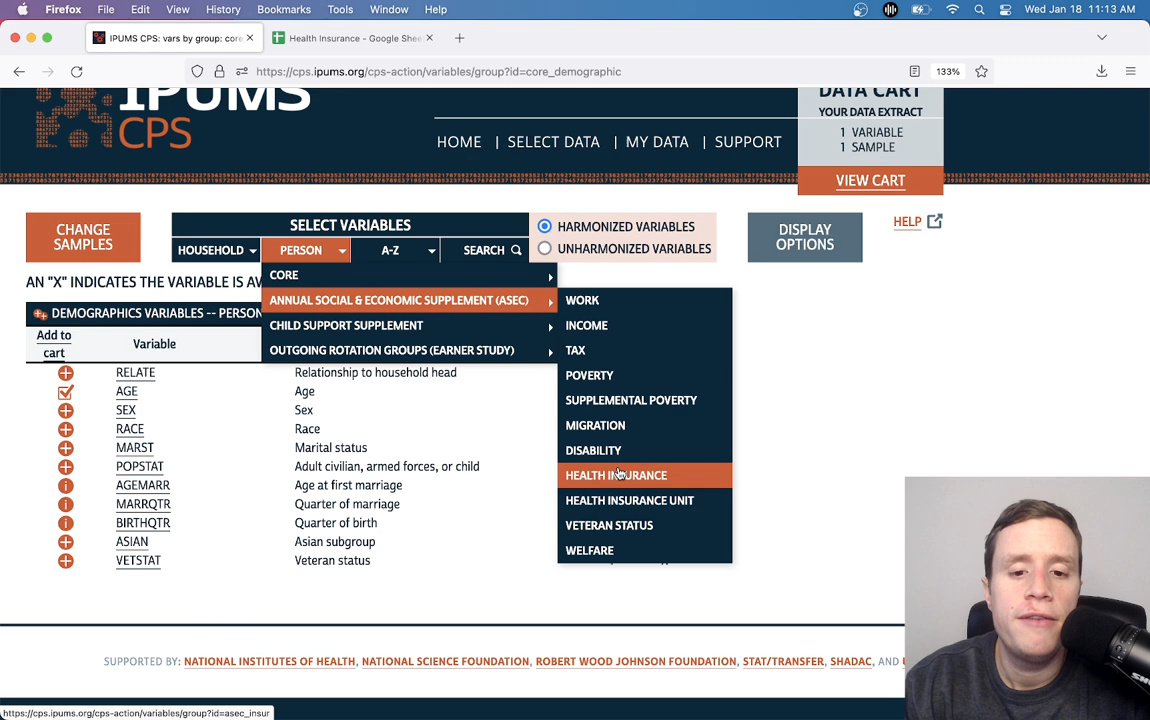 Firefox File Edit View History Bookmarks Tools Window Help Wed Jan 18 11:13 AM
IPUMS CPS: vars by group: core Health Insurance - Google Shee
https://cps.ipums.org/cps-action/variables/group?id=core_demographic 133%
IPUMS
CPS
HOME | SELECT DATA | MY DATA | SUPPORT
DATA CART
YOUR DATA EXTRACT
1 VARIABLE
1 SAMPLE
VIEW CART
CHANGE
SAMPLES
SELECT VARIABLES
HOUSEHOLD PERSON A-Z SEARCH
HARMONIZED VARIABLES
UNHARMONIZED VARIABLES
DISPLAY
OPTIONS
HELP
AN "X" INDICATES THE VARIABLE IS AVA
CORE
ANNUAL SOCIAL & ECONOMIC SUPPLEMENT (ASEC)
CHILD SUPPORT SUPPLEMENT
OUTGOING ROTATION GROUPS (EARNER STUDY)
WORK
INCOME
TAX
POVERTY
SUPPLEMENTAL POVERTY
MIGRATION
DISABILITY
HEALTH INSURANCE
HEALTH INSURANCE UNIT
VETERAN STATUS
WELFARE
DEMOGRAPHICS VARIABLES -- PERSON
Add to
cart
Variable
RELATE Relationship to household head
AGE Age
SEX Sex
RACE Race
MARST Marital status
POPSTAT Adult civilian, armed forces, or child
AGEMARR Age at first marriage
MARRQTR Quarter of marriage
BIRTHQTR Quarter of birth
ASIAN Asian subgroup
VETSTAT Veteran status
SUPPORTED BY: NATIONAL INSTITUTES OF HEALTH, NATIONAL SCIENCE FOUNDATION, ROBERT WOOD JOHNSON FOUNDATION, STAT/TRANSFER, SHADAC, AND
https://cps.ipums.org/cps-action/variables/group?id=asec_insur